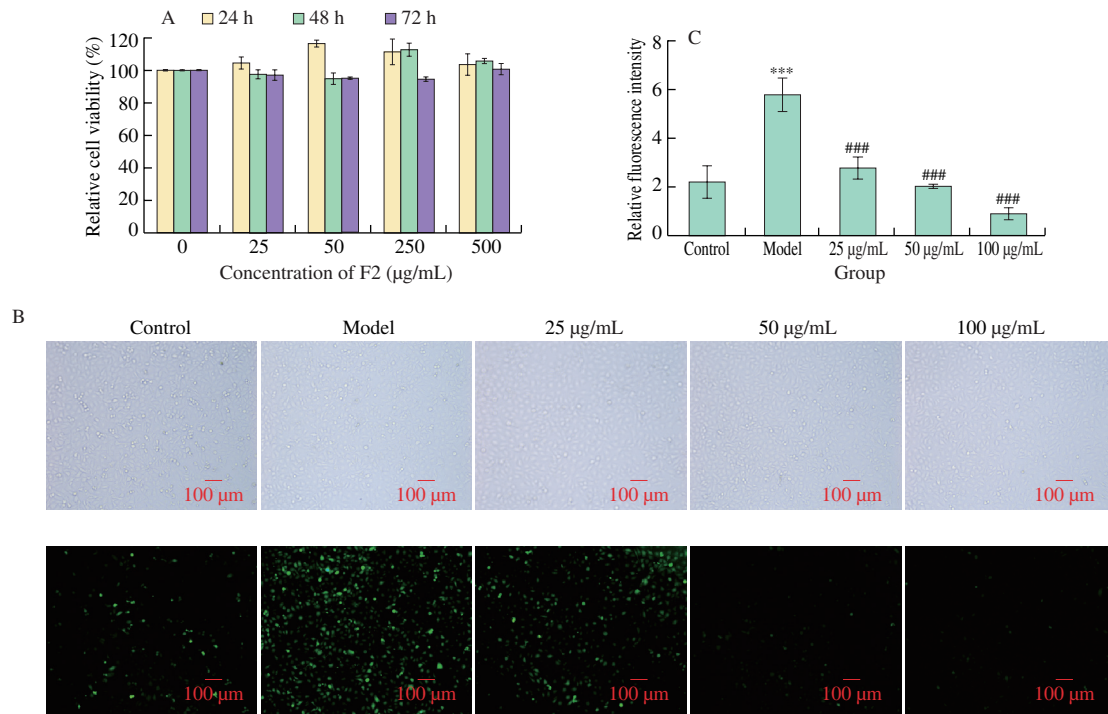 A
24 h
48 h
72 h
Relative cell viability (%)
120
100
80
60
40
20
0
0
25
50
250
500
Concentration of F2 (μg/mL)
C
Relative fluorescence intensity
8
6
4
2
0
***
###
###
###
Control
Model
25 μg/mL
50 μg/mL
100 μg/mL
Group
B
Control
Model
25 μg/mL
50 μg/mL
100 μg/mL
100 μm
100 μm
100 μm
100 μm
100 μm
100 μm
100 μm
100 μm
100 μm
100 μm